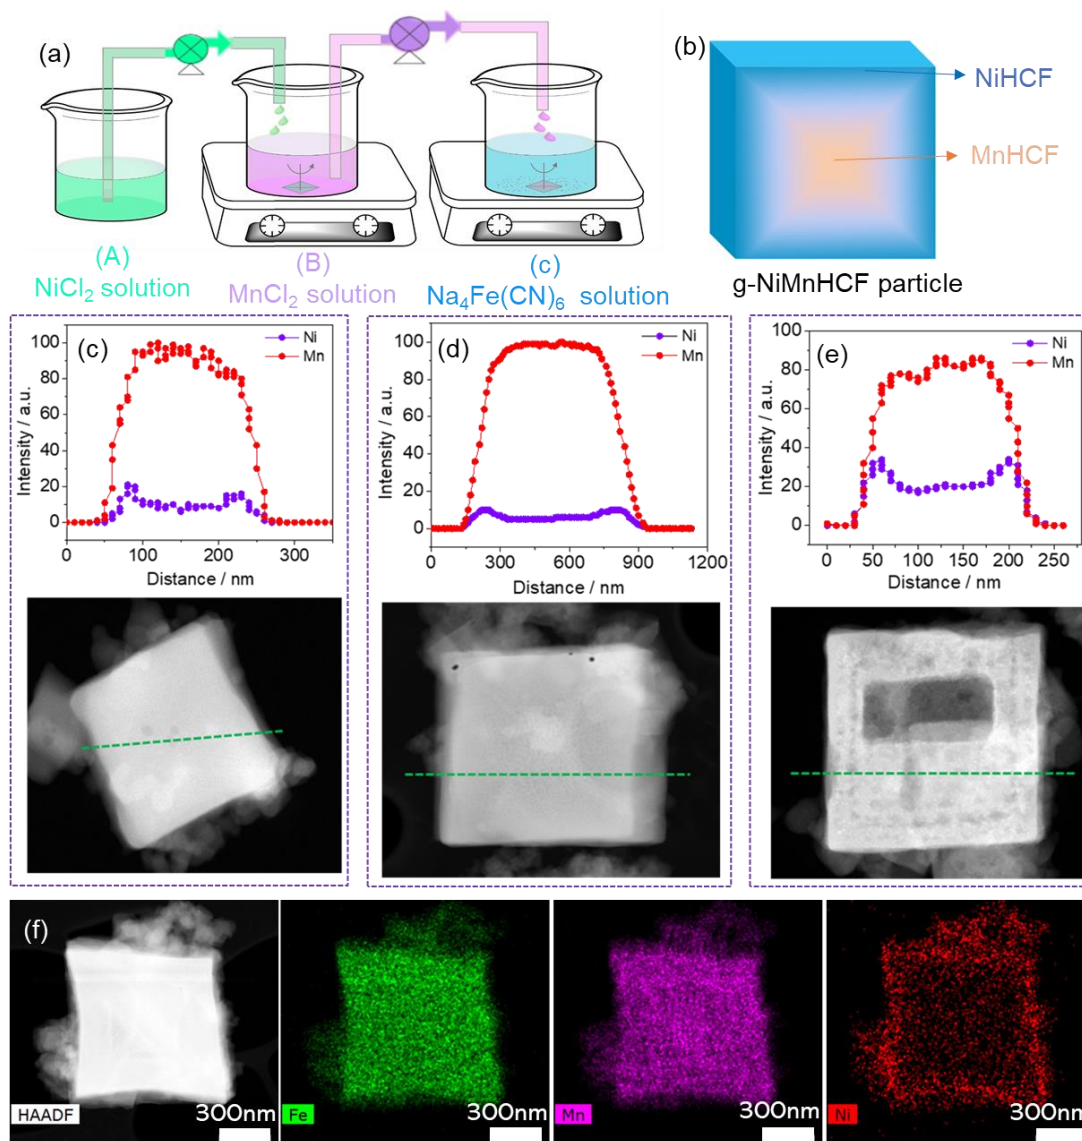 (a)
(b)
NiHCF
MnHCF
(A)
NiCl2 solution
(B)
MnCl2 solution
(c)
Na4Fe(CN)6 solution
g-NiMnHCF particle
(c)
Ni
Mn
100
80
60
40
20
0
Intensity / a.u.
0 100 200 300
Distance / nm
(d)
Ni
Mn
100
80
60
40
20
0
Intensity / a.u.
0 300 600 900 1200
Distance / nm
(e)
Ni
Mn
100
80
60
40
20
0
Intensity / a.u.
0 50 100 150 200 250
Distance / nm
(f)
HAADF
300nm
Fe
300nm
Mn
300nm
Ni
300nm